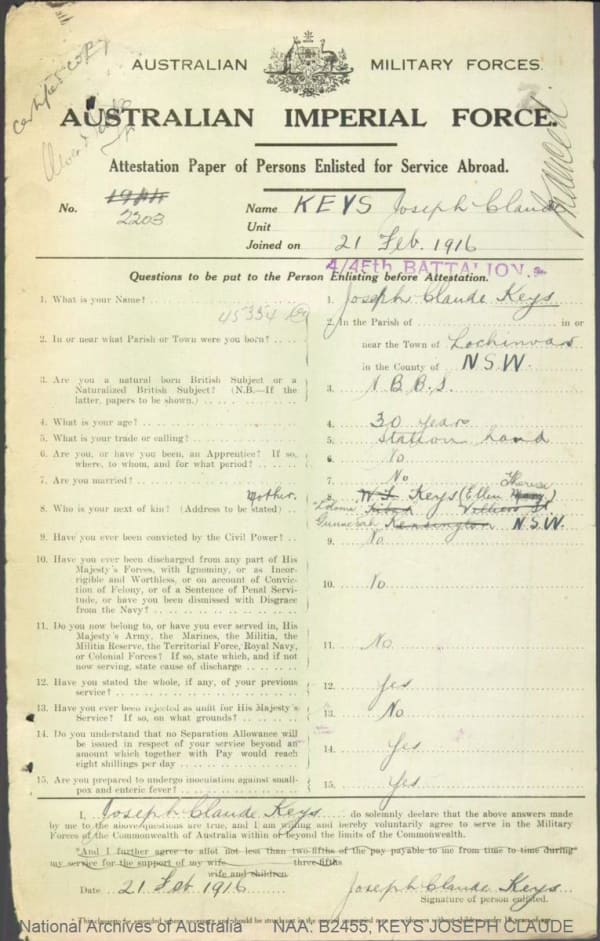 certified copy
AUSTRALIAN MILITARY FORCES.
AUSTRALIAN IMPERIAL FORCE.
Attestation Paper of Persons Enlisted for Service Abroad.
No. 2203
Name KEYS Joseph Claude
Unit
Joined on 21 Feb. 1916
4/45th BATTALION.
Questions to be put to the Person Enlisting before Attestation.
1. What is your Name? 1. Joseph Claude Keys
45334
2. In or near what Parish or Town were you born? 2. In the Parish of in or
near the Town of Lochinvar
in the County of N S W.
3. Are you a natural born British Subject or a
Naturalized British Subject? (N.B.—If the
latter, papers to be shown.) 3. N. B. B. S.
4. What is your age? 4. 30 years
5. What is your trade or calling? 5. Station hand
6. Are you, or have you been, an Apprentice? If so,
where, to whom, and for what period? 6. No
7. Are you married? 7. No
Mother. Theresa
8. Who is your next of kin? (Address to be stated) 8. Keys (Ellen Mary)
Villiers St.
Gunnedah Kensington N.S.W.
9. Have you ever been convicted by the Civil Power? 9. No
10. Have you ever been discharged from any part of His
Majesty's Forces, with Ignominy, or as Incor-
rigible and Worthless, or on account of Convic-
tion of Felony, or of a Sentence of Penal Servi-
tude, or have you been dismissed with Disgrace
from the Navy? 10. No
11. Do you now belong to, or have you ever served in, His
Majesty's Army, the Marines, the Militia, the
Militia Reserve, the Territorial Force, Royal Navy,
or Colonial Forces? If so, state which, and if not
now serving, state cause of discharge 11. No
12. Have you stated the whole, if any, of your previous
service? 12. Yes
13. Have you ever been rejected as unfit for His Majesty's
Service? If so, on what grounds? 13. No
14. Do you understand that no Separation Allowance will
be issued in respect of your service beyond an
amount which together with Pay would reach
eight shillings per day 14. Yes
15. Are you prepared to undergo inoculation against small-
pox and enteric fever? 15. Yes
I, Joseph Claude Keys do solemnly declare that the above answers made
by me to the above questions are true, and I am willing and hereby voluntarily agree to serve in the Military
Forces of the Commonwealth of Australia within or beyond the limits of the Commonwealth.
*And I further agree to allot not less than two-fifths of the pay payable to me from time to time during
my service for the support of my wife three-fifths
wife and children
Date 21 Feb 1916 Joseph Claude Keys
Signature of person enlisted.
National Archives of Australia NAA: B2455, KEYS JOSEPH CLAUDE